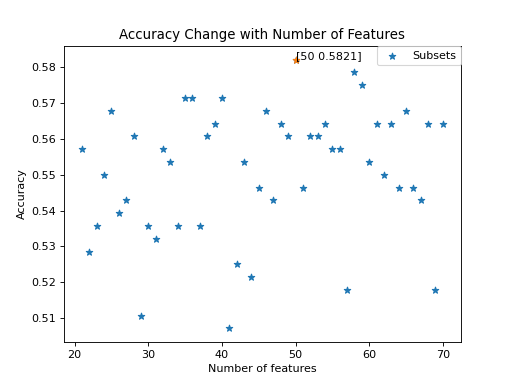 Accuracy Change with Number of Features
[50 0.5821]
Subsets
0.58
0.57
0.56
0.55
0.54
0.53
0.52
0.51
Accuracy
20 30 40 50 60 70
Number of features